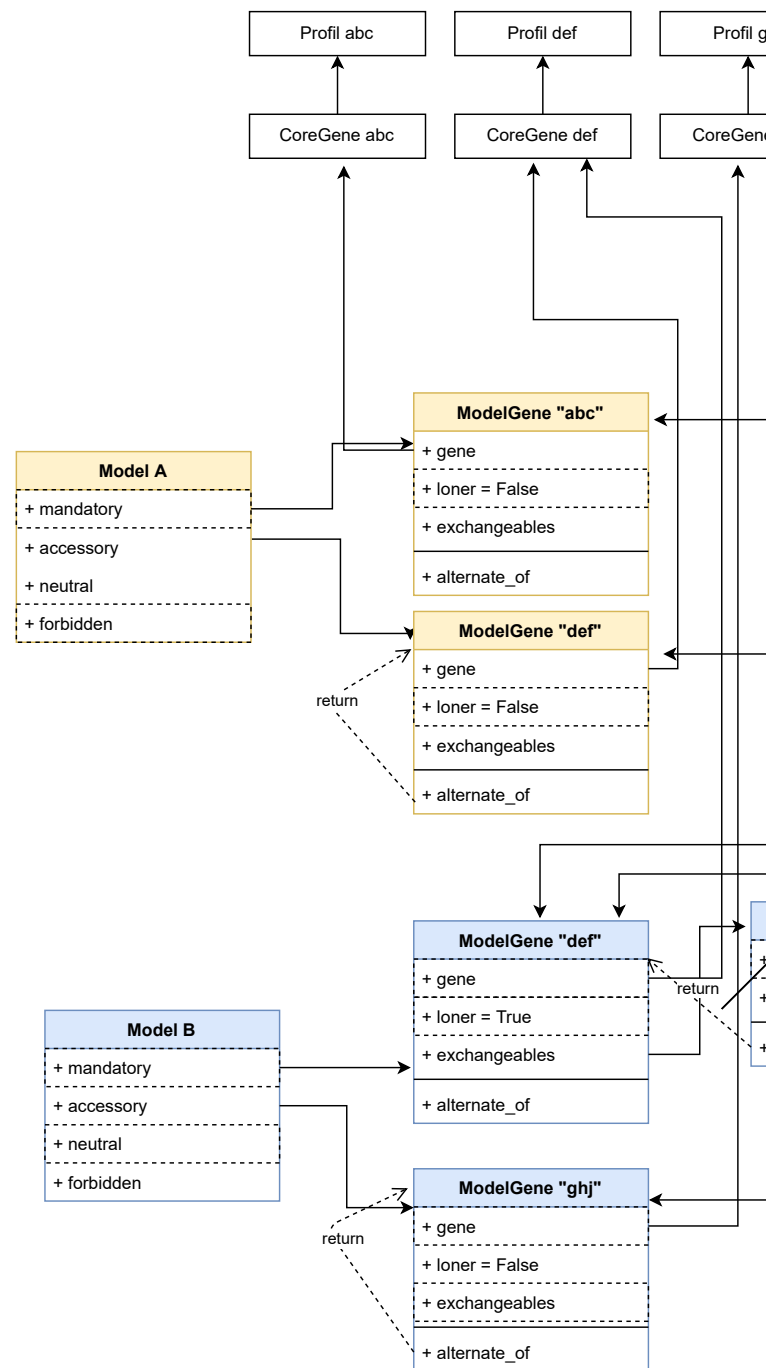 Profil abc
Profil def
Profil g
CoreGene abc
CoreGene def
CoreGene
ModelGene "abc"
+ gene
+ loner = False
+ exchangeables
+ alternate_of
Model A
+ mandatory
+ accessory
+ neutral
+ forbidden
ModelGene "def"
+ gene
+ loner = False
+ exchangeables
+ alternate_of
return
ModelGene "def"
+ gene
+ loner = True
+ exchangeables
+ alternate_of
return
+
+
+
Model B
+ mandatory
+ accessory
+ neutral
+ forbidden
ModelGene "ghj"
+ gene
+ loner = False
+ exchangeables
+ alternate_of
return